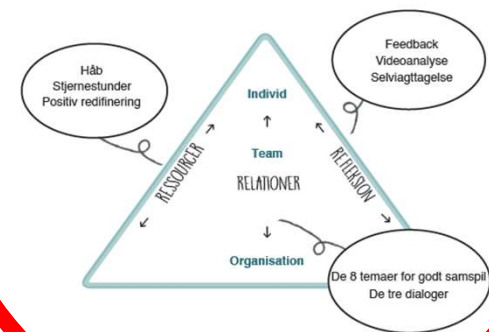 Håb
Stjernestunder
Positiv redifinering
Feedback
Videoanalyse
Selviagttagelse
Individ
Team
RELATIONER
RESSOURCER
REFLEKSION
Organisation
De 8 temaer for godt samspil
De tre dialoger